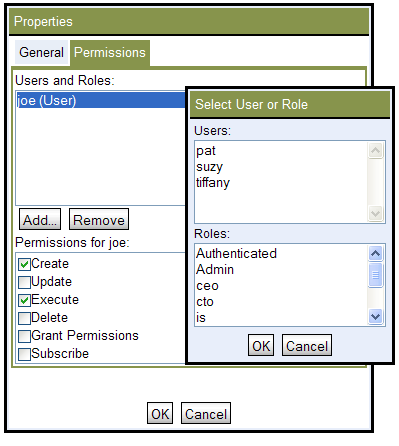 Properties
General Permissions
Users and Roles:
joe (User)
Add... Remove
Permissions for joe:
Create
Update
Execute
Delete
Grant Permissions
Subscribe
OK Cancel
Select User or Role
Users:
pat
suzy
tiffany
Roles:
Authenticated
Admin
ceo
cto
is
OK Cancel